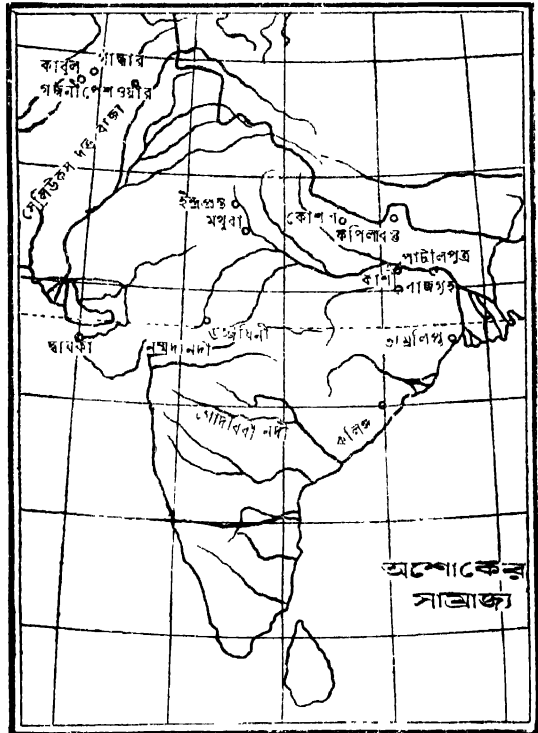 কাবুল গান্ধার
গজনী পেশওয়ার
সেলিউকস দত্ত রাজ্য
ইন্দ্রপ্রস্থ
মথুরা
কোশল
কপিলাবস্তু
পাটলিপুত্র
কাশী
রাজগৃহ
উজ্জয়িনী
দ্বারকা
নর্ম্মদা নদী
তাম্রলিপ্ত
গোদাবরী নদী
কলিঙ্গ
অশোকের
সাম্রাজ্য